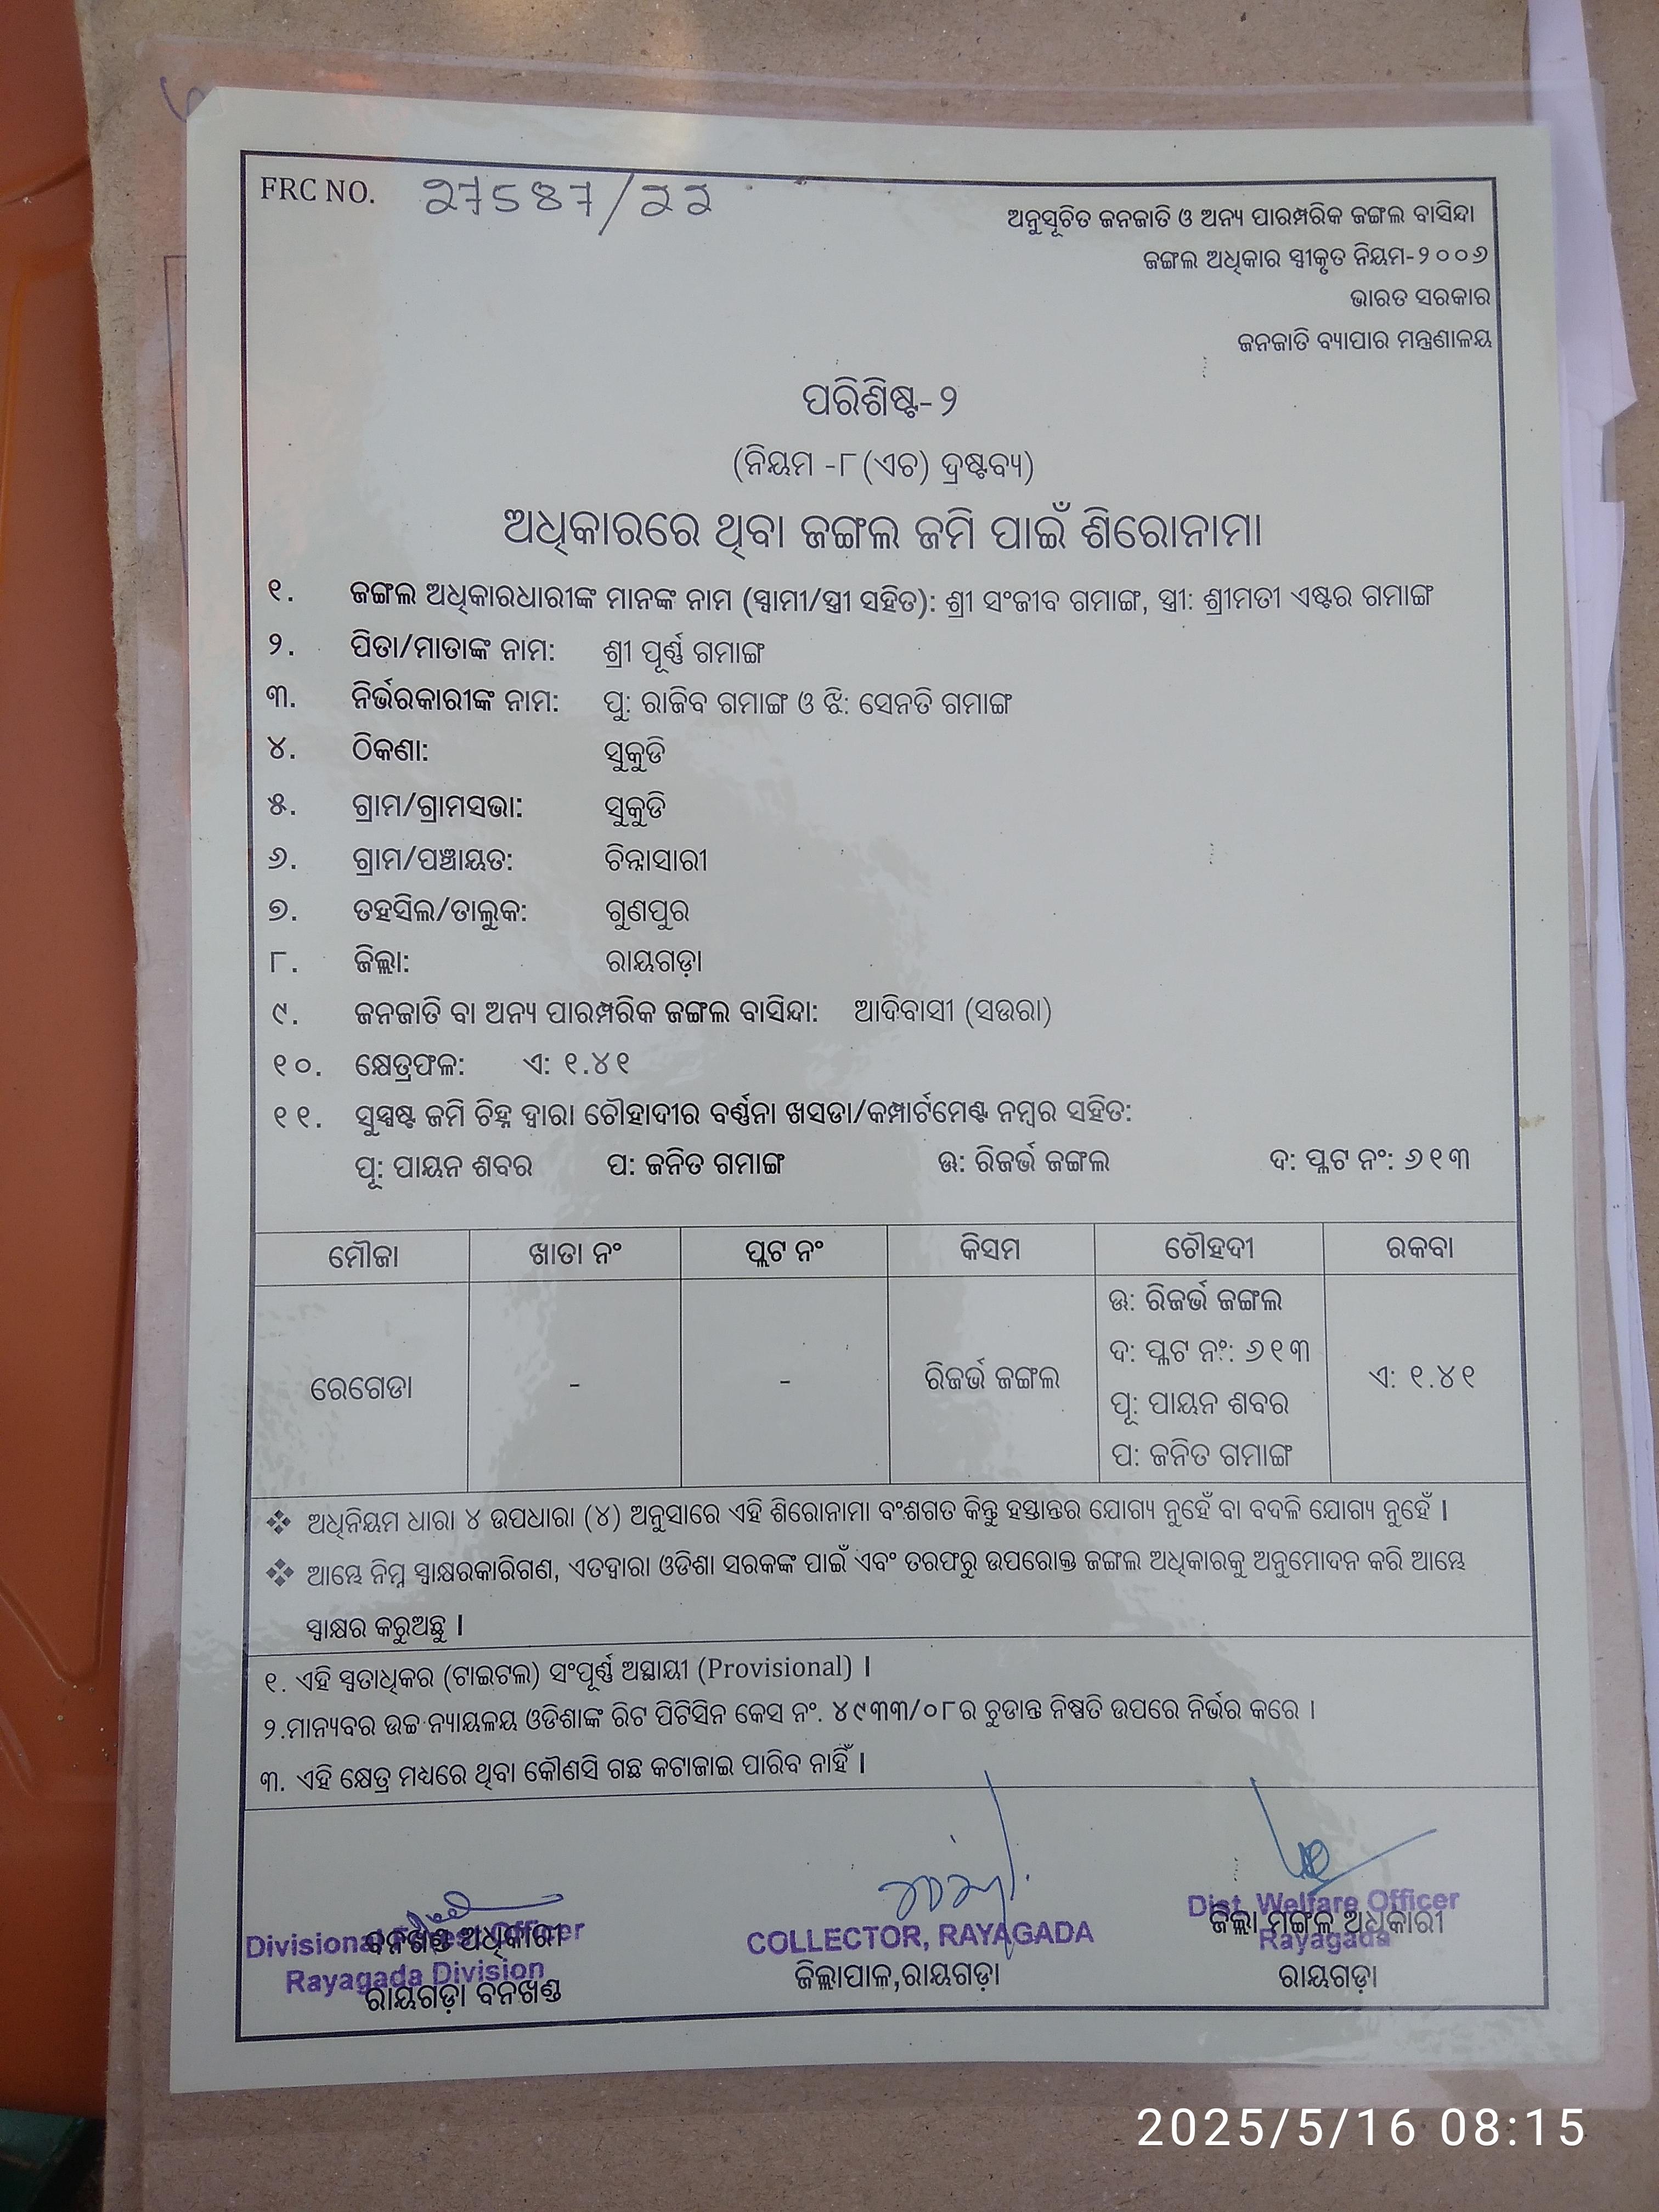 FRC NO. 27587/22
ଅନୁସୂଚିତ ଜନଜାତି ଓ ଅନ୍ୟ ପାରମ୍ପରିକ ଜଙ୍ଗଲ ବାସିନ୍ଦା
ଜଙ୍ଗଲ ଅଧିକାର ସ୍ୱୀକୃତ ନିୟମ-୨୦୦୬
ଭାରତ ସରକାର
ଜନଜାତି ବ୍ୟାପାର ମନ୍ତ୍ରଣାଳୟ
ପରିଶିଷ୍ଟ-୨
(ନିୟମ -୮(ଏଚ) ଦ୍ରଷ୍ଟବ୍ୟ)
ଅଧିକାରରେ ଥିବା ଜଙ୍ଗଲ ଜମି ପାଇଁ ଶିରୋନାମା
୧. ଜଙ୍ଗଲ ଅଧିକାରଧାରୀଙ୍କ ମାନଙ୍କ ନାମ (ସ୍ୱାମୀ/ସ୍ତ୍ରୀ ସହିତ): ଶ୍ରୀ ସଂଜୀବ ଗମାଙ୍ଗ, ସ୍ତ୍ରୀ: ଶ୍ରୀମତୀ ଏଷ୍ଟର ଗମାଙ୍ଗ
୨. ପିତା/ମାତାଙ୍କ ନାମ: ଶ୍ରୀ ପୂର୍ଣ୍ଣ ଗମାଙ୍ଗ
୩. ନିର୍ଭରକାରୀଙ୍କ ନାମ: ପୁ: ରାଜିବ ଗମାଙ୍ଗ ଓ ଝି: ସେନତି ଗମାଙ୍ଗ
୪. ଠିକଣା: ସୁକୁଡି
୫. ଗ୍ରାମ/ଗ୍ରାମସଭା: ସୁକୁଡି
୬. ଗ୍ରାମ/ପଞ୍ଚାୟତ: ଚିନ୍ନାସାରୀ
୭. ତହସିଲ/ତାଲୁକ: ଗୁଣପୁର
୮. ଜିଲ୍ଲା: ରାୟଗଡ଼ା
୯. ଜନଜାତି ବା ଅନ୍ୟ ପାରମ୍ପରିକ ଜଙ୍ଗଲ ବାସିନ୍ଦା: ଆଦିବାସୀ (ସଉରା)
୧୦. କ୍ଷେତ୍ରଫଳ: ଏ: ୧.୪୧
୧୧. ସୁସ୍ପଷ୍ଟ ଜମି ଚିହ୍ନ ଦ୍ୱାରା ଚୌହାଦୀର ବର୍ଣ୍ଣନା ଖସଡା/କମ୍ପାର୍ଟମେଣ୍ଟ ନମ୍ବର ସହିତ:
ପୂ: ପାୟନ ଶବର ପ: ଜନିତ ଗମାଙ୍ଗ ଉ: ରିଜର୍ଭ ଜଙ୍ଗଲ ଦ: ପ୍ଲଟ ନଂ: ୬୧୩
ମୌଜା ଖାତା ନଂ ପ୍ଲଟ ନଂ କିସମ ଚୌହଦୀ ରକବା
ରେଗେଡା - - ରିଜର୍ଭ ଜଙ୍ଗଲ ଉ: ରିଜର୍ଭ ଜଙ୍ଗଲ ଏ: ୧.୪୧
ଦ: ପ୍ଲଟ ନଂ: ୬୧୩
ପୂ: ପାୟନ ଶବର
ପ: ଜନିତ ଗମାଙ୍ଗ
❖ ଅଧିନିୟମ ଧାରା ୪ ଉପଧାରା (୪) ଅନୁସାରେ ଏହି ଶିରୋନାମା ବଂଶଗତ କିନ୍ତୁ ହସ୍ତାନ୍ତର ଯୋଗ୍ୟ ନୁହେଁ ବା ବଦଳି ଯୋଗ୍ୟ ନୁହେଁ ।
❖ ଆମ୍ଭେ ନିମ୍ନ ସ୍ୱାକ୍ଷରକାରିଗଣ, ଏତଦ୍ୱାରା ଓଡିଶା ସରକଙ୍କ ପାଇଁ ଏବଂ ତରଫରୁ ଉପରୋକ୍ତ ଜଙ୍ଗଲ ଅଧିକାରକୁ ଅନୁମୋଦନ କରି ଆମ୍ଭେ
ସ୍ୱାକ୍ଷର କରୁଅଛୁ ।
୧. ଏହି ସ୍ୱତାଧିକର (ଟାଇଟଲ) ସଂପୂର୍ଣ୍ଣ ଅସ୍ଥାୟୀ (Provisional) ।
୨.ମାନ୍ୟବର ଉଚ୍ଚ ନ୍ୟାୟଳୟ ଓଡିଶାଙ୍କ ରିଟ ପିଟିସିନ କେସ ନଂ. ୪୯୩୩/୦୮ର ଚୁଡାନ୍ତ ନିଷ୍ପତି ଉପରେ ନିର୍ଭର କରେ ।
୩. ଏହି କ୍ଷେତ୍ର ମଧ୍ୟରେ ଥିବା କୌଣସି ଗଛ କଟାଜାଇ ପାରିବ ନାହିଁ ।
Divisional Forest Officer COLLECTOR, RAYAGADA Dist. Welfare Officer
Rayagada Division Rayagada
ବନଖଣ୍ଡ ଅଧିକାରୀ ଜିଲ୍ଲାପାଳ,ରାୟଗଡ଼ା ଜିଲ୍ଲା ମଙ୍ଗଳ ଅଧିକାରୀ
ରାୟଗଡ଼ା ବନଖଣ୍ଡ ରାୟଗଡ଼ା
2025/5/16 08:15